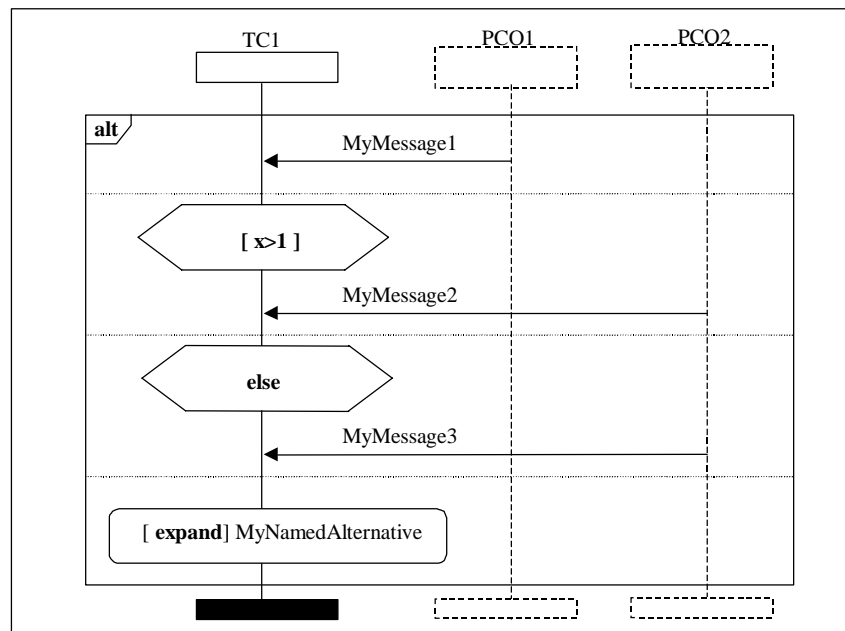 TC1 PCO1 PCO2
alt
MyMessage1
[ x>1 ]
MyMessage2
else
MyMessage3
[ expand] MyNamedAlternative